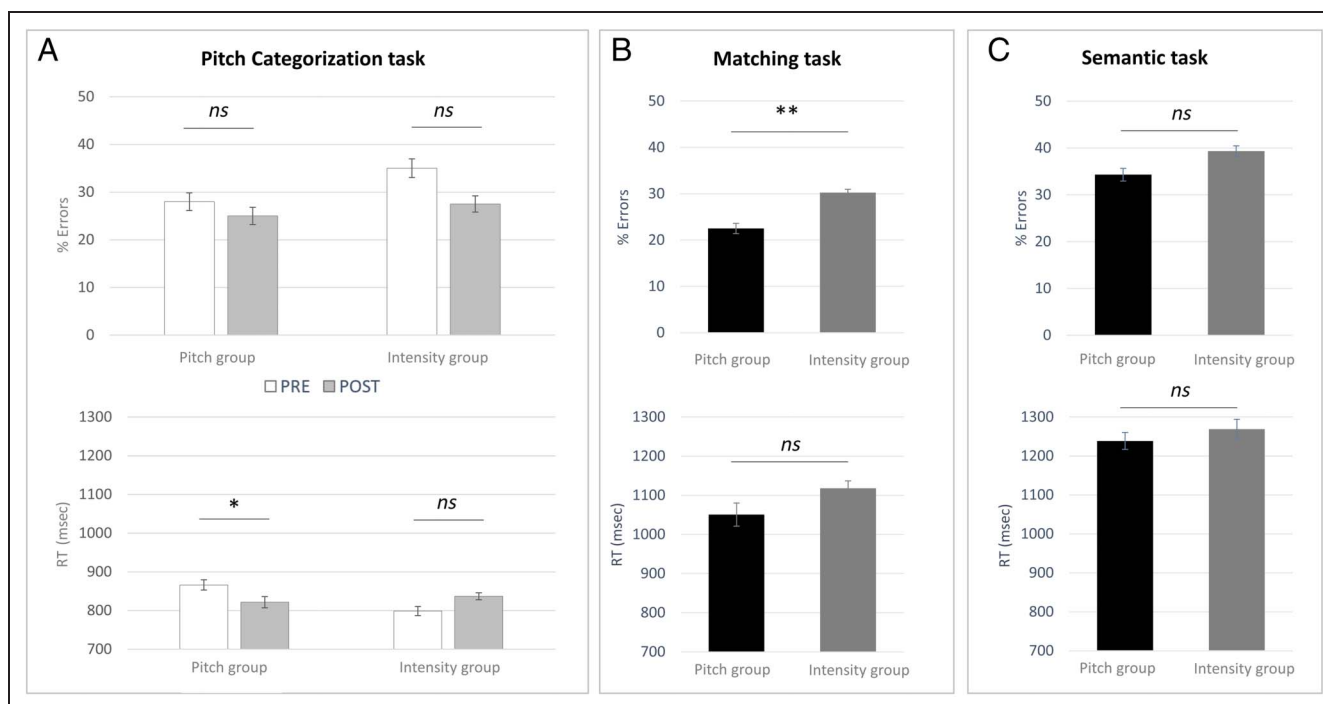 A
Pitch Categorization task
50
40
30
20
10
0
% Errors
ns
ns
Pitch group
Intensity group
PRE
POST
1300
1200
1100
1000
900
800
700
RT (msec)
*
ns
Pitch group
Intensity group
B
Matching task
50
40
30
20
10
0
% Errors
**
Pitch group
Intensity group
1300
1200
1100
1000
900
800
700
RT (msec)
ns
Pitch group
Intensity group
C
Semantic task
50
40
30
20
10
0
% Errors
ns
Pitch group
Intensity group
1300
1200
1100
1000
900
800
700
RT (msec)
ns
Pitch group
Intensity group